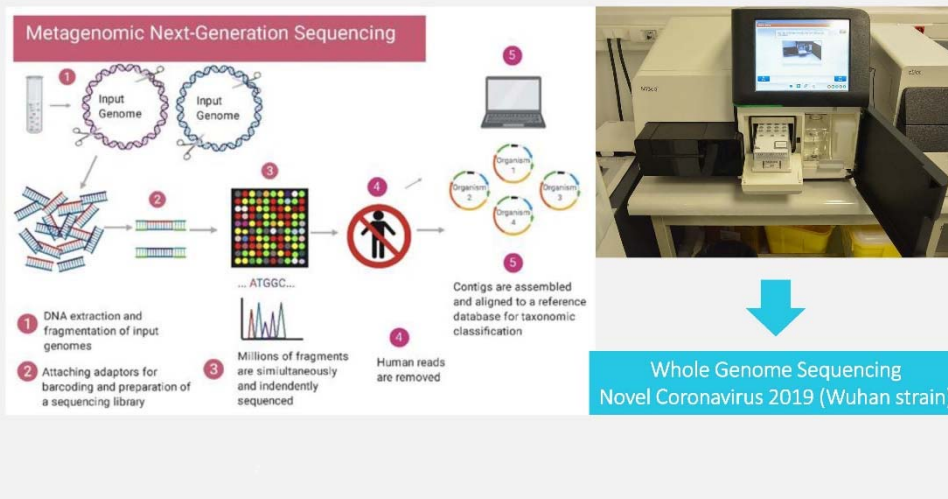 Metagenomic Next-Generation Sequencing
1
Input
Genome
Input
Genome
2
3
4
5
... ATGGC...
Organism
1
Organism
2
Organism
3
Organism
4
5
Contigs are assembled
and aligned to a reference
database for taxonomic
classification
1
DNA extraction and
fragmentation of input
genomes
2
Attaching adaptors for
barcoding and preparation of
a sequencing library
3
Millions of fragments
are simiultaneously
and indendently
sequenced
4
Human reads
are removed
Whole Genome Sequencing
Novel Coronavirus 2019 (Wuhan strain)